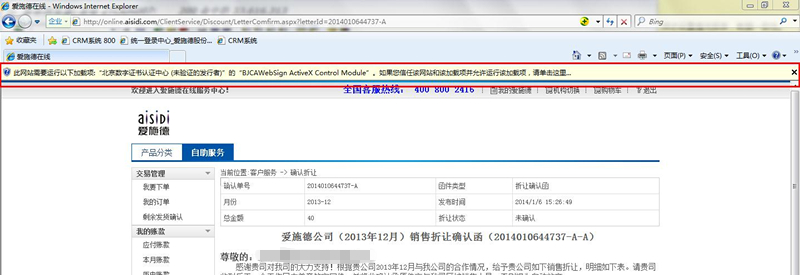 爱施德在线 - Windows Internet Explorer
企业 http://online.aisidi.com/ClientService/Discount/LetterComfirm.aspx?letterId=2014010644737-A
Bing
收藏夹 CRM系统 800 统一登录中心_爱施德股份... CRM系统
爱施德在线
页面(P) 安全(S) 工具(O)
此网站需要运行以下加载项:“北京数字证书认证中心 (未验证的发行者)”的“BJCAWebSign ActiveX Control Module”。如果您信任该网站和该加载项并允许运行该加载项，请单击这里...
欢迎进入爱施德在线服务中心! 全国客服热线: 400 800 2416 我的爱施德 机构切换 购物车 退出
aisidi
爱施德
产品分类 自助服务
交易管理
我要下单
我的订单
剩余发货确认
我的账款
应付账款
本月账款
当前位置:客户服务 -> 确认折让
确认单号 2014010644737-A 函件类型 折让确认函
月份 2013-12 发布时间 2014/1/6 15:26:49
总金额 40 折让状态 未确认
爱施德公司（2013年12月）销售折让确认函（2014010644737-A-A）
尊敬的:
感谢贵司对我司的大力支持! 根据贵公司2013年12月与我公司的合作情况，给予贵公司如下销售折让，明细如下表。请贵司